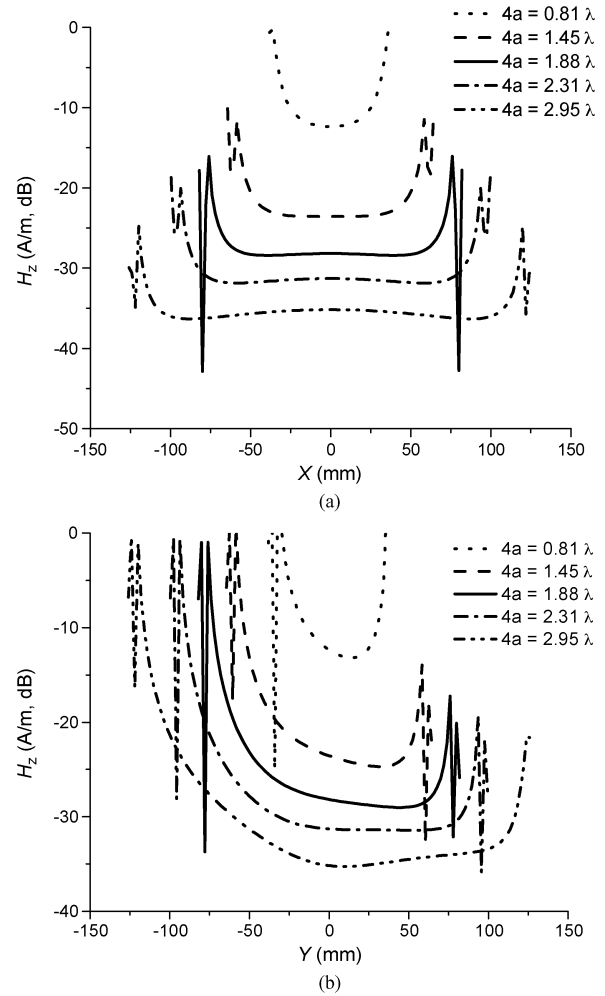 4a = 0.81 λ
4a = 1.45 λ
4a = 1.88 λ
4a = 2.31 λ
4a = 2.95 λ
0
-10
-20
-30
-40
-50
Hz (A/m, dB)
-150 -100 -50 0 50 100 150
X (mm)
(a)
4a = 0.81 λ
4a = 1.45 λ
4a = 1.88 λ
4a = 2.31 λ
4a = 2.95 λ
0
-10
-20
-30
-40
Hz (A/m, dB)
-150 -100 -50 0 50 100 150
Y (mm)
(b)